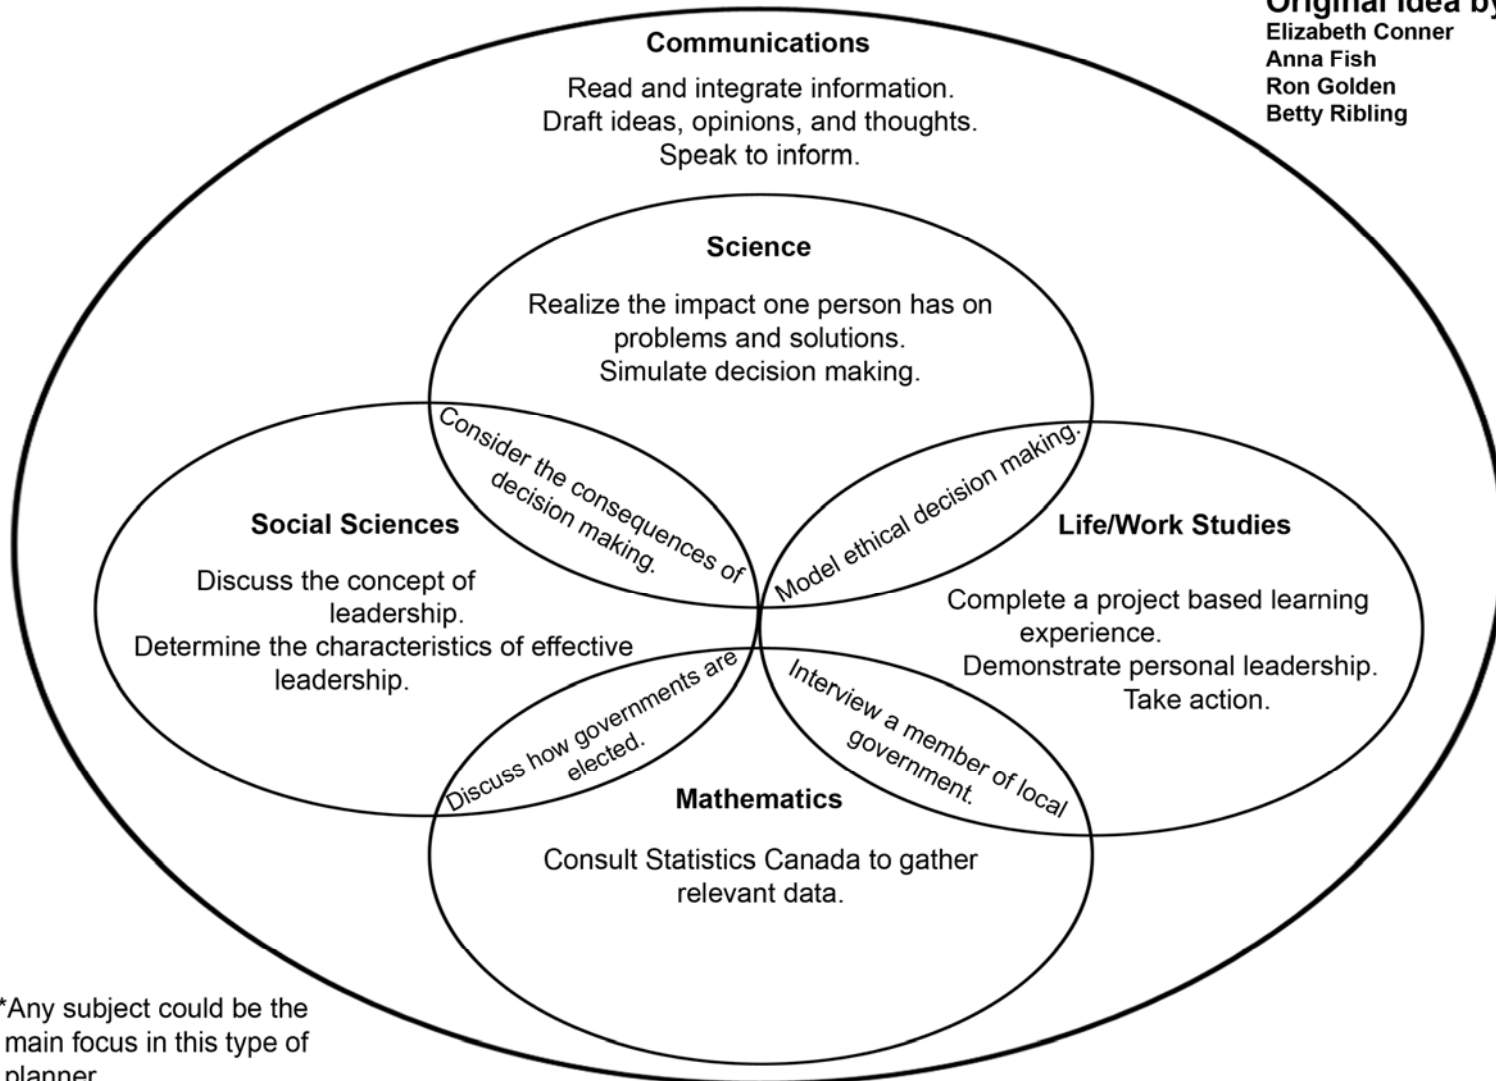 Original Idea by
Elizabeth Conner
Anna Fish
Ron Golden
Betty Ribling
Communications
Read and integrate information.
Draft ideas, opinions, and thoughts.
Speak to inform.
Science
Realize the impact one person has on
problems and solutions.
Simulate decision making.
Consider the consequences of
decision making.
Model ethical decision making.
Social Sciences
Discuss the concept of
leadership.
Determine the characteristics of effective
leadership.
Life/Work Studies
Complete a project based learning
experience.
Demonstrate personal leadership.
Take action.
Discuss how governments are
elected.
Interview a member of local
government.
Mathematics
Consult Statistics Canada to gather
relevant data.
*Any subject could be the
main focus in this type of
planner